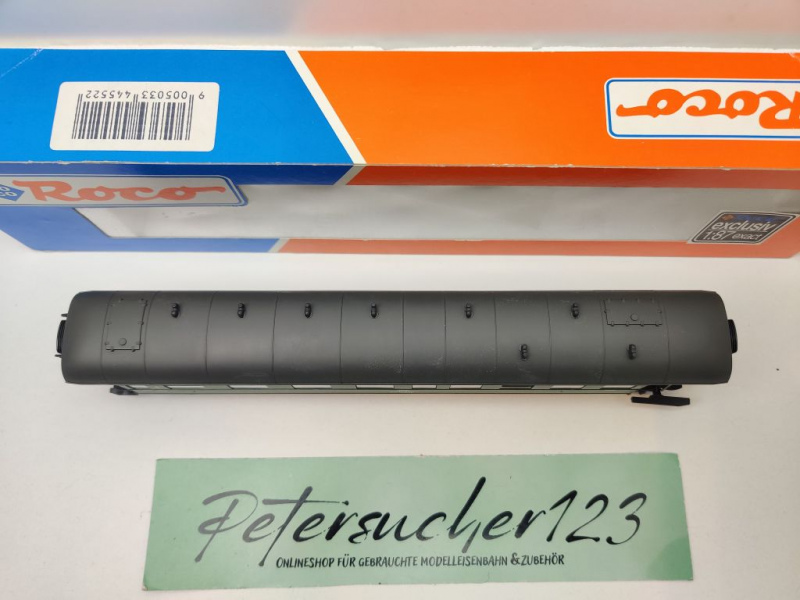 9 005033 445522
Roco
Roco
exclusiv
1:87 exact
Petersucher123
ONLINESHOP FÜR GEBRAUCHTE MODELLEISENBAHN & ZUBEHÖR